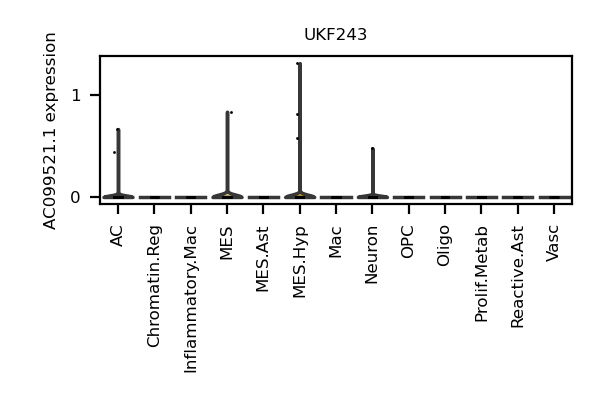 UKF243
AC099521.1 expression
1
0
AC
Chromatin.Reg
Inflammatory.Mac
MES
MES.Ast
MES.Hyp
Mac
Neuron
OPC
Oligo
Prolif.Metab
Reactive.Ast
Vasc